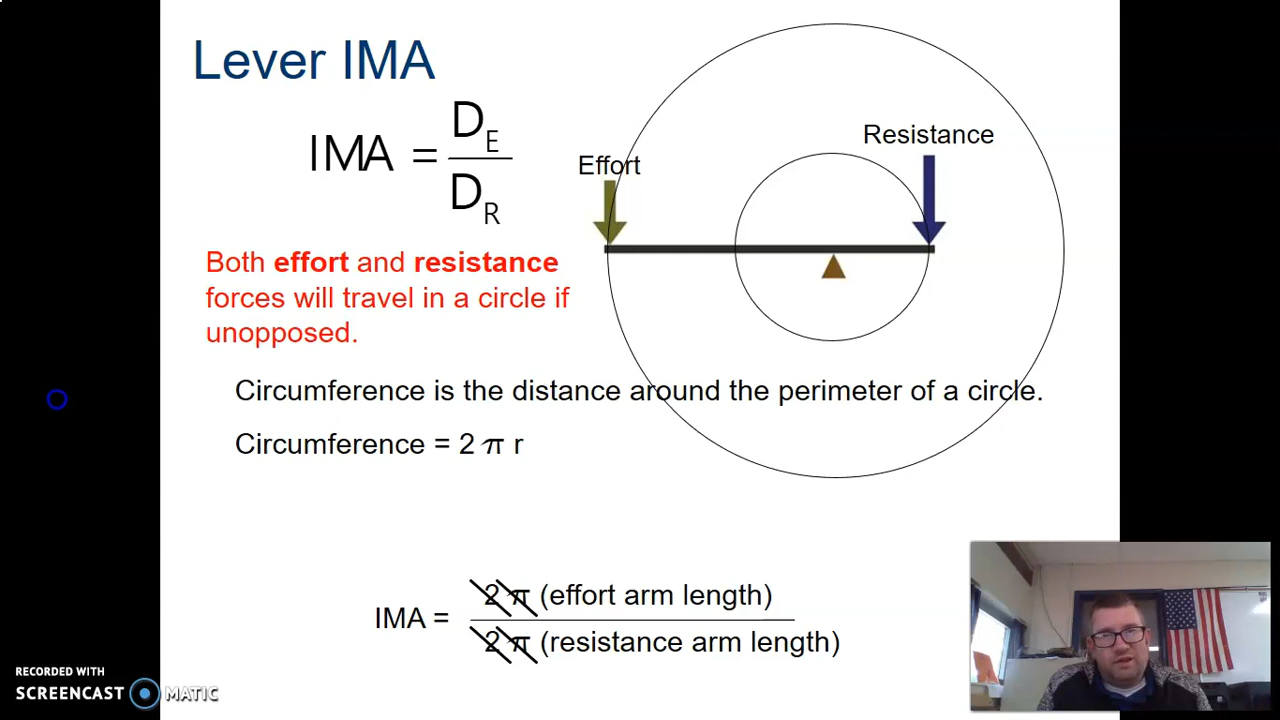 Lever IMA
IMA = D_E / D_R
Effort
Resistance
Both effort and resistance
forces will travel in a circle if
unopposed.
Circumference is the distance around the perimeter of a circle.
Circumference = 2 π r
IMA = 2 π (effort arm length)
2 π (resistance arm length)
RECORDED WITH
SCREENCAST MATIC